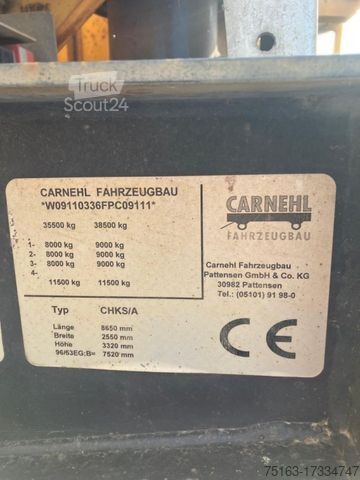 Truck
Scout24
CARNEHL FAHRZEUGBAU
*W09110336FPC09111*
35500 kg 38500 kg
1- 8000 kg 9000 kg
2- 8000 kg 9000 kg
3- 8000 kg 9000 kg
4-
11500 kg 11500 kg
Typ CHKS/A
Länge 8650 mm
Breite 2550 mm
Höhe 3320 mm
96/53EG;B= 7520 mm
CARNEHL
FAHRZEUGBAU
Carnehl Fahrzeugbau
Pattensen GmbH & Co. KG
30982 Pattensen
Tel.: (05101) 91 98-0
CE
75163-17334747